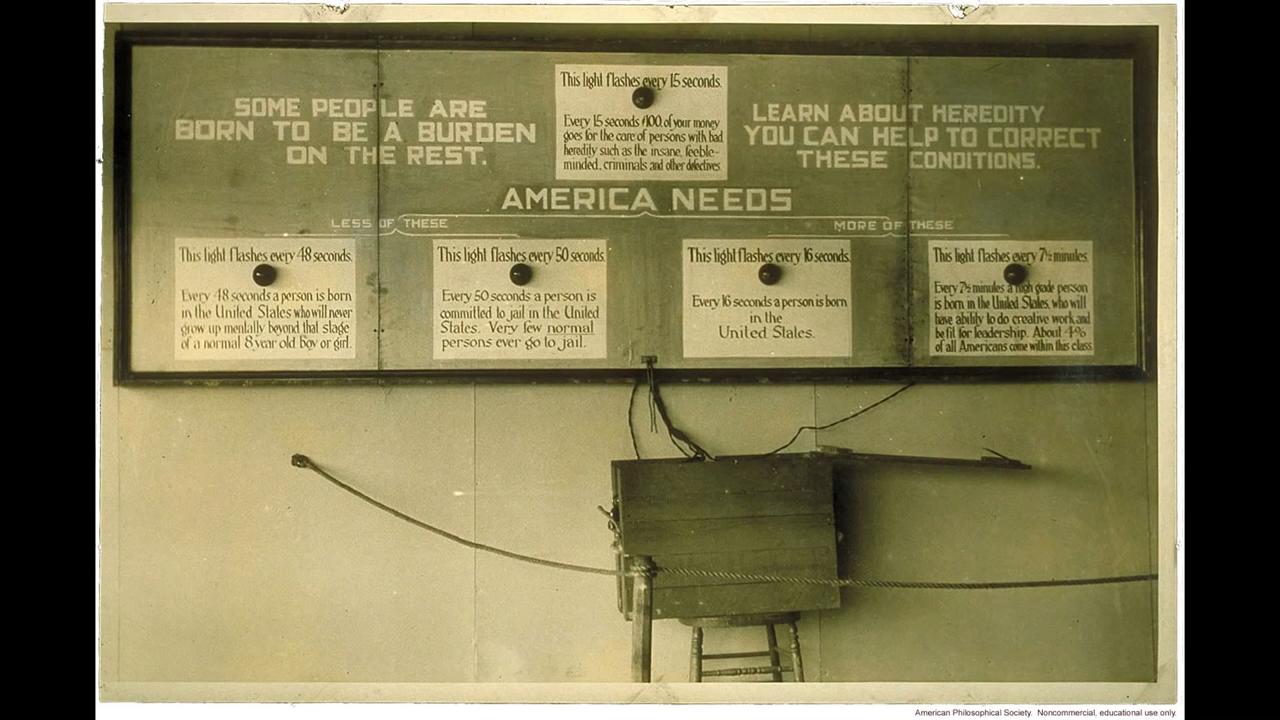 SOME PEOPLE ARE
BORN TO BE A BURDEN
ON THE REST.
This light flashes every 15 seconds.
Every 15 seconds $100. of your money
goes for the care of persons with bad
heredity such as the insane, feeble-
minded, criminals and other defectives.
LEARN ABOUT HEREDITY
YOU CAN HELP TO CORRECT
THESE CONDITIONS.
AMERICA NEEDS
LESS OF THESE
MORE OF THESE
This light flashes every 48 seconds.
Every 48 seconds a person is born
in the United States who will never
grow up mentally beyond that stage
of a normal 8 year old boy or girl.
This light flashes every 50 seconds.
Every 50 seconds a person is
committed to jail in the United
States. Very few normal
persons ever go to jail.
This light flashes every 16 seconds.
Every 16 seconds a person is born
in the
United States.
This light flashes every 7½ minutes.
Every 7½ minutes a high grade person
is born in the United States, who will
have ability to do creative work and
be fit for leadership. About 4%
of all Americans come within this class.
American Philosophical Society. Noncommercial, educational use only.